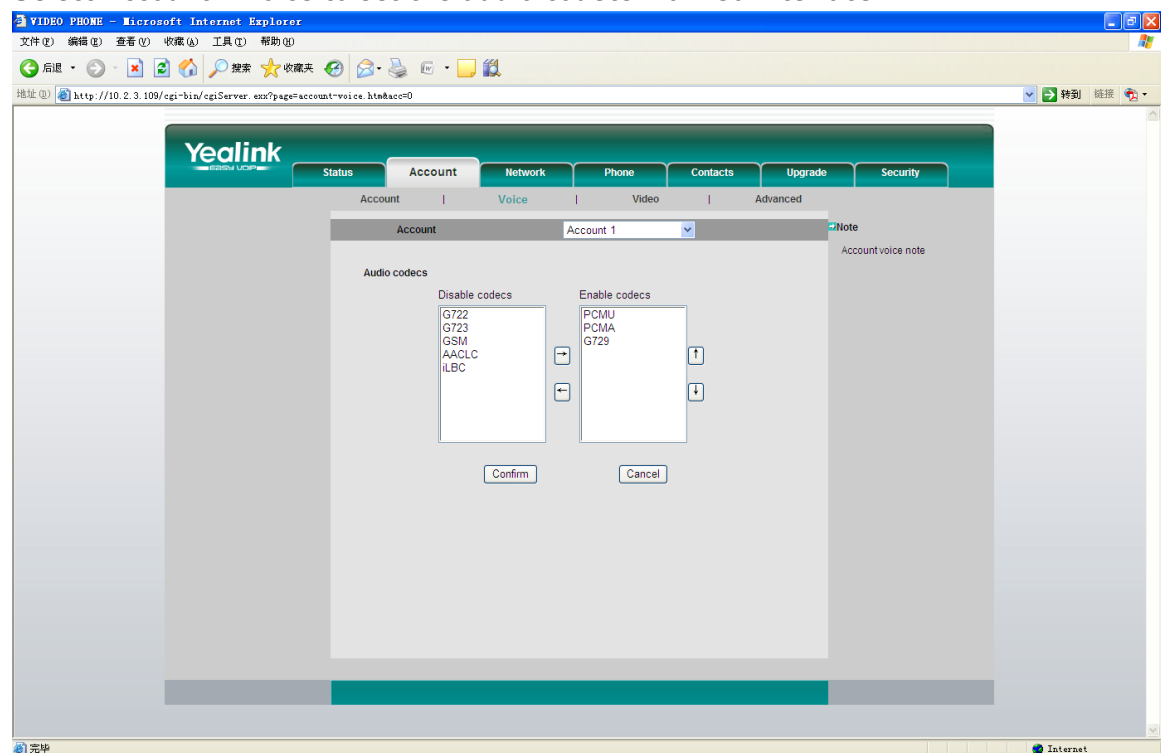 VIDEO PHONE - Microsoft Internet Explorer
文件(F) 编辑(E) 查看(V) 收藏(A) 工具(T) 帮助(H)
后退 搜索 收藏夹
地址(D) http://10.2.3.109/cgi-bin/cgiServer.exx?page=account-voice.htm&acc=0 转到 链接
Yealink
EASY VOIP
Status Account Network Phone Contacts Upgrade Security
Account | Voice | Video | Advanced
Account Account 1
Note
Account voice note
Audio codecs
Disable codecs Enable codecs
G722 PCMU
G723 PCMA
GSM G729
AACLC
iLBC
→ ↑
← ↓
Confirm Cancel
完毕 Internet